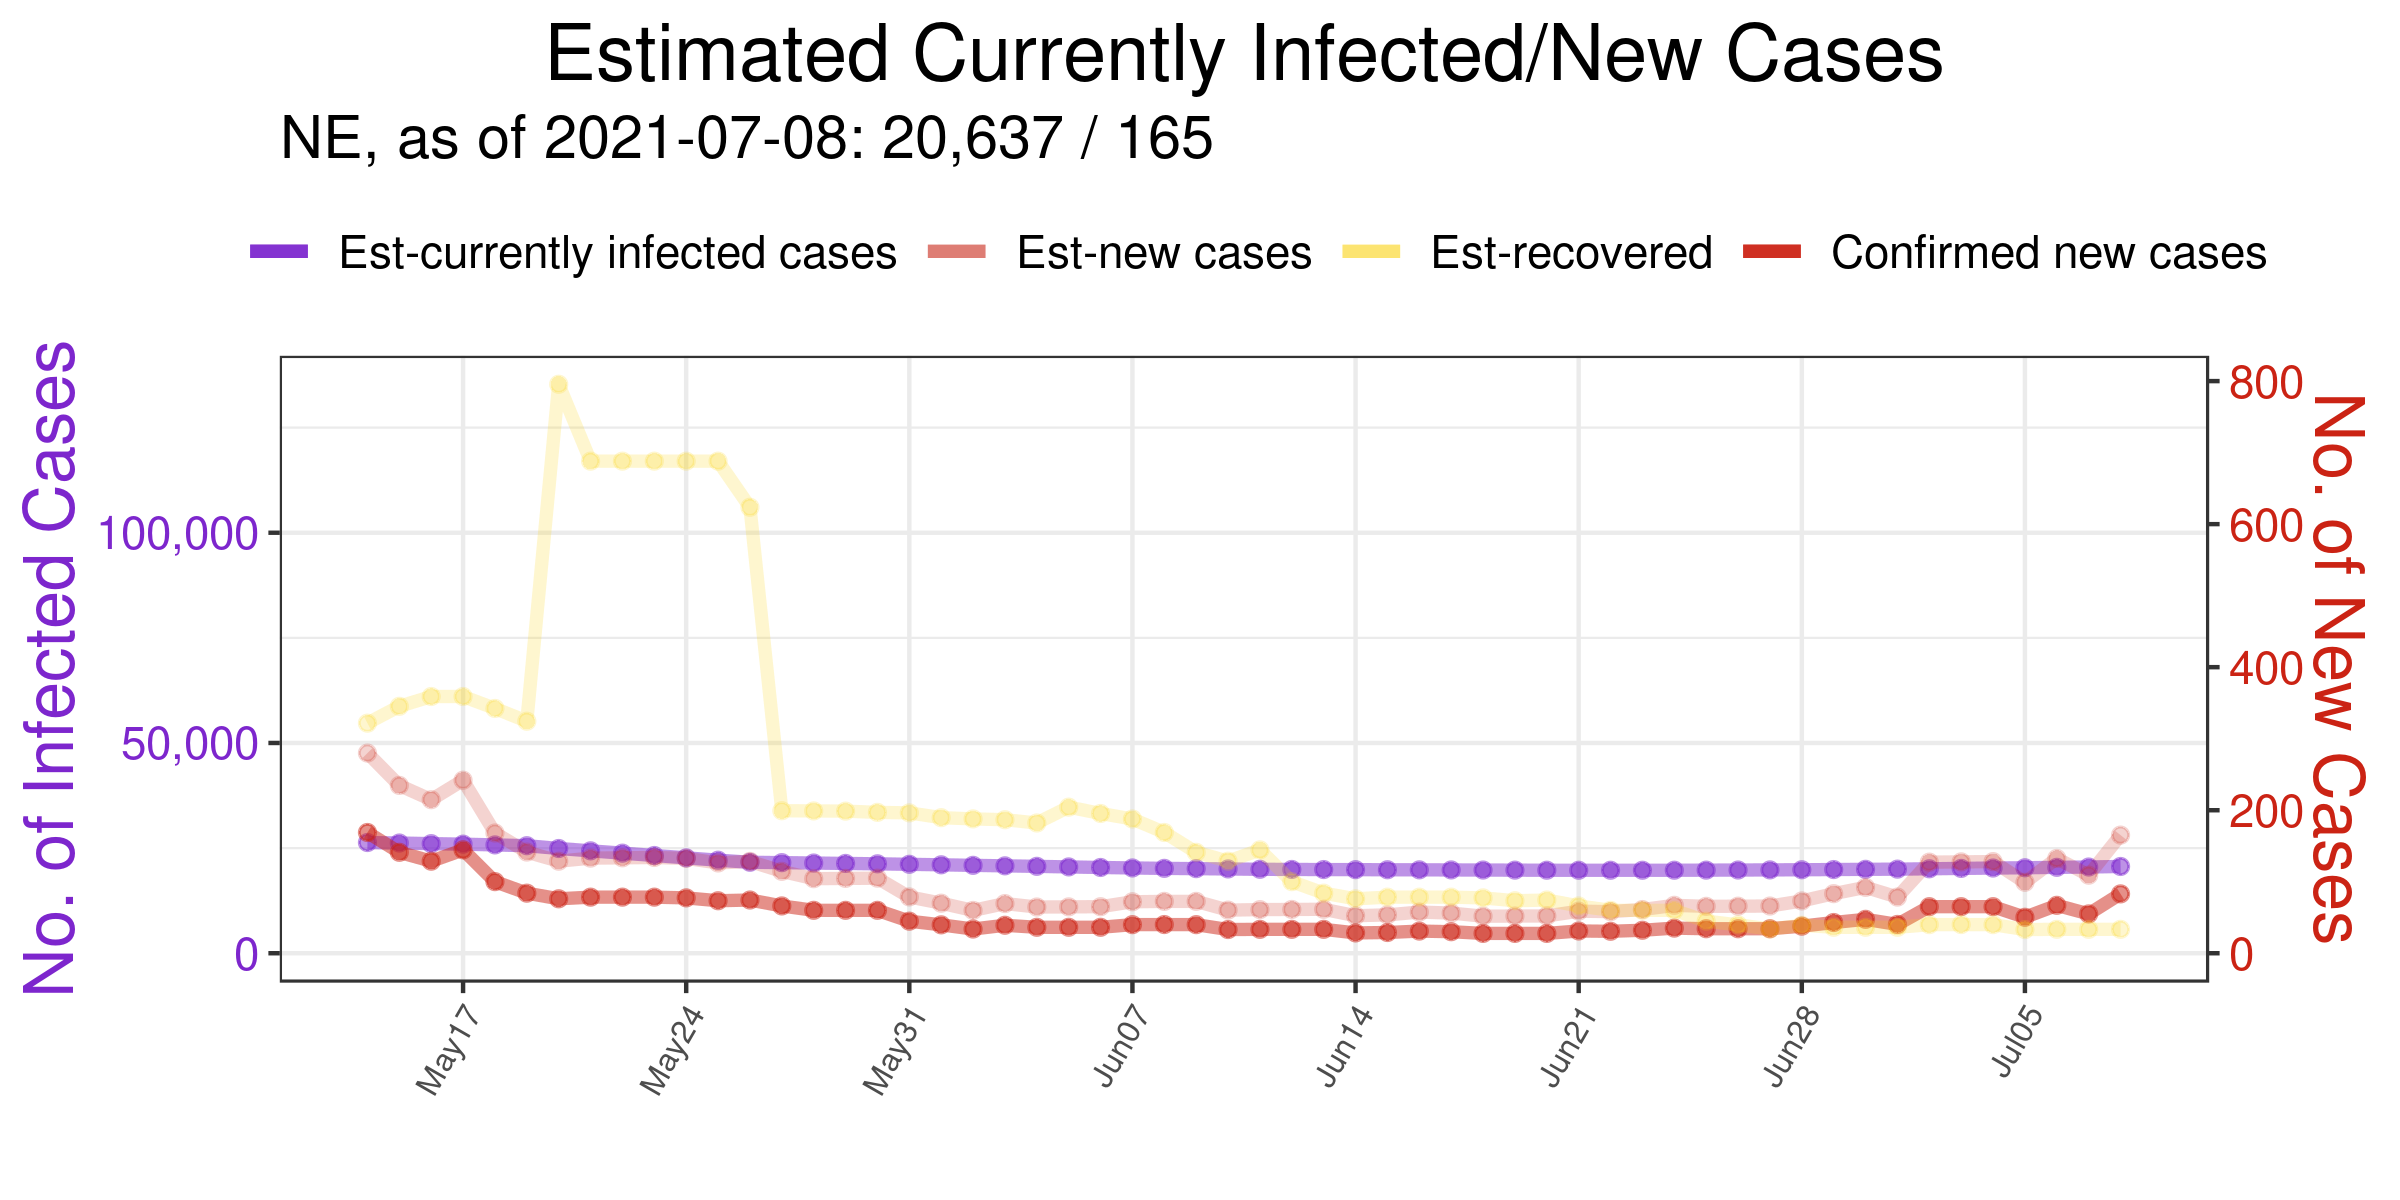 Estimated Currently Infected/New Cases
NE, as of 2021-07-08: 20,637 / 165
Est-currently infected cases Est-new cases Est-recovered Confirmed new cases
No. of Infected Cases
100,000
50,000
0
800
600
400
200
0
No. of New Cases
May17 May24 May31 Jun07 Jun14 Jun21 Jun28 Jul05